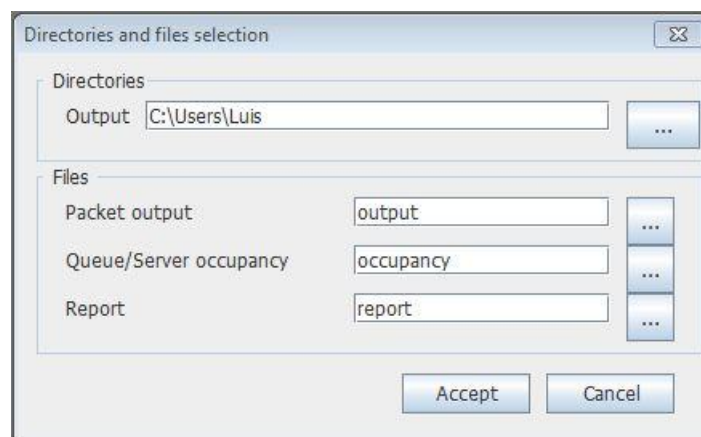 Directories and files selection
Directories
Output C:\Users\Luis ...
Files
Packet output output ...
Queue/Server occupancy occupancy ...
Report report ...
Accept Cancel